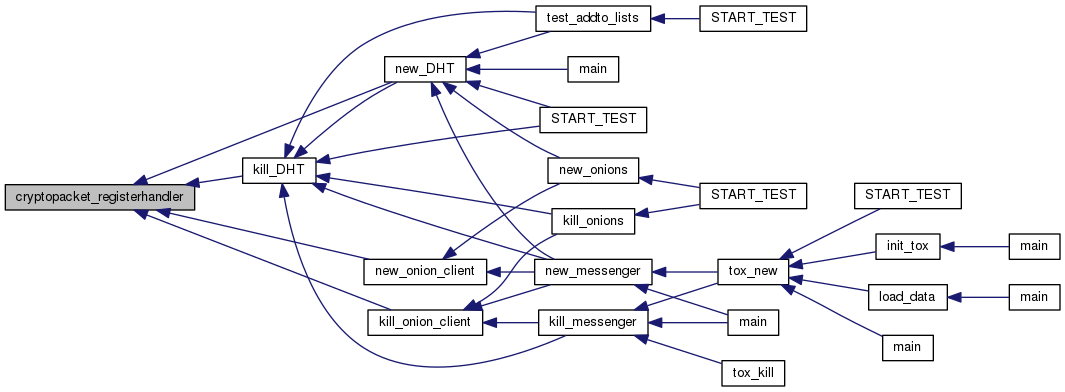 test_addto_lists
START_TEST
new_DHT
main
START_TEST
kill_DHT
new_onions
cryptopacket_registerhandler
START_TEST
START_TEST
kill_onions
init_tox
main
new_onion_client
new_messenger
tox_new
load_data
main
kill_onion_client
kill_messenger
main
main
tox_kill